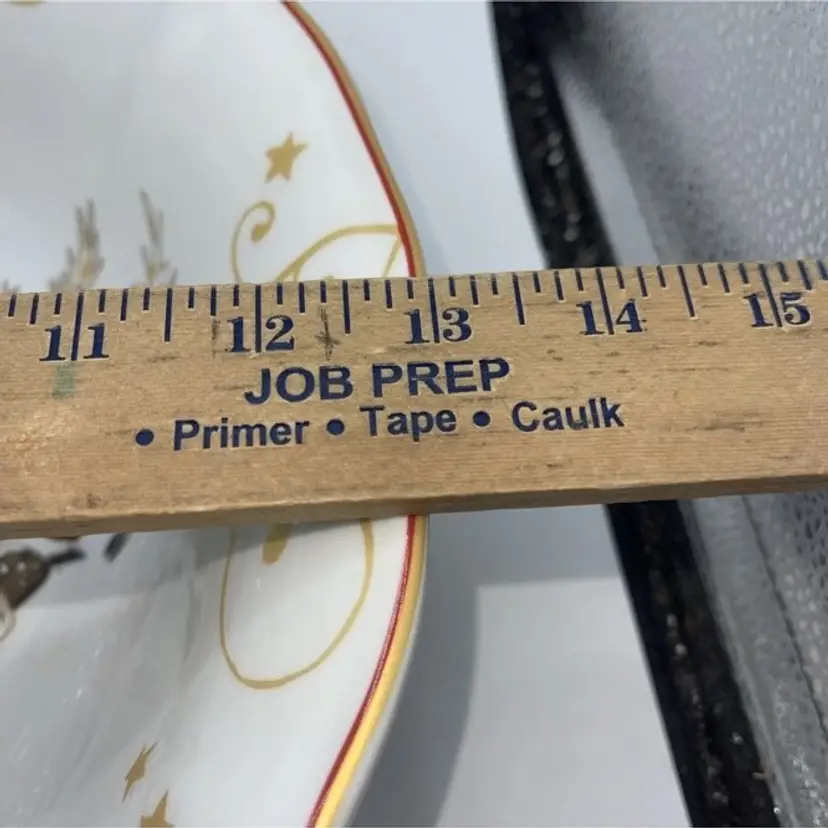 11 12 13 14 15
JOB PREP
• Primer • Tape • Caulk